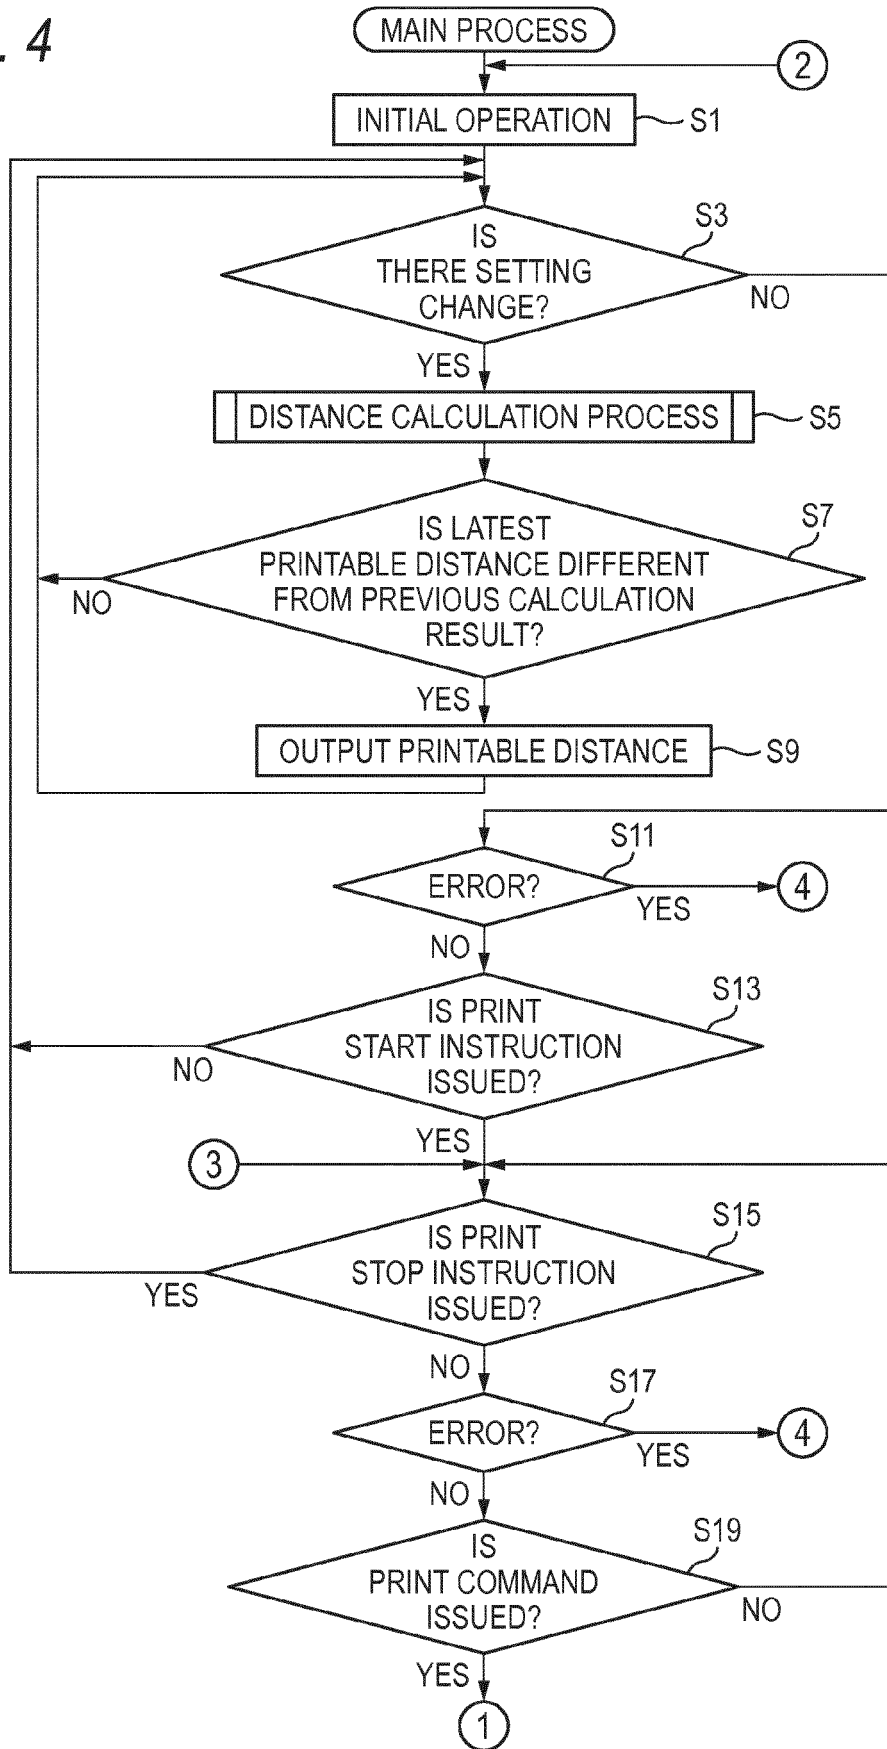 . 4
MAIN PROCESS
2
INITIAL OPERATION
S1
IS
THERE SETTING
CHANGE?
S3
NO
YES
DISTANCE CALCULATION PROCESS
S5
IS LATEST
PRINTABLE DISTANCE DIFFERENT
FROM PREVIOUS CALCULATION
RESULT?
S7
NO
YES
OUTPUT PRINTABLE DISTANCE
S9
ERROR?
S11
YES
4
NO
IS PRINT
START INSTRUCTION
ISSUED?
S13
NO
YES
3
IS PRINT
STOP INSTRUCTION
ISSUED?
S15
YES
NO
ERROR?
S17
YES
4
NO
IS
PRINT COMMAND
ISSUED?
S19
NO
YES
1